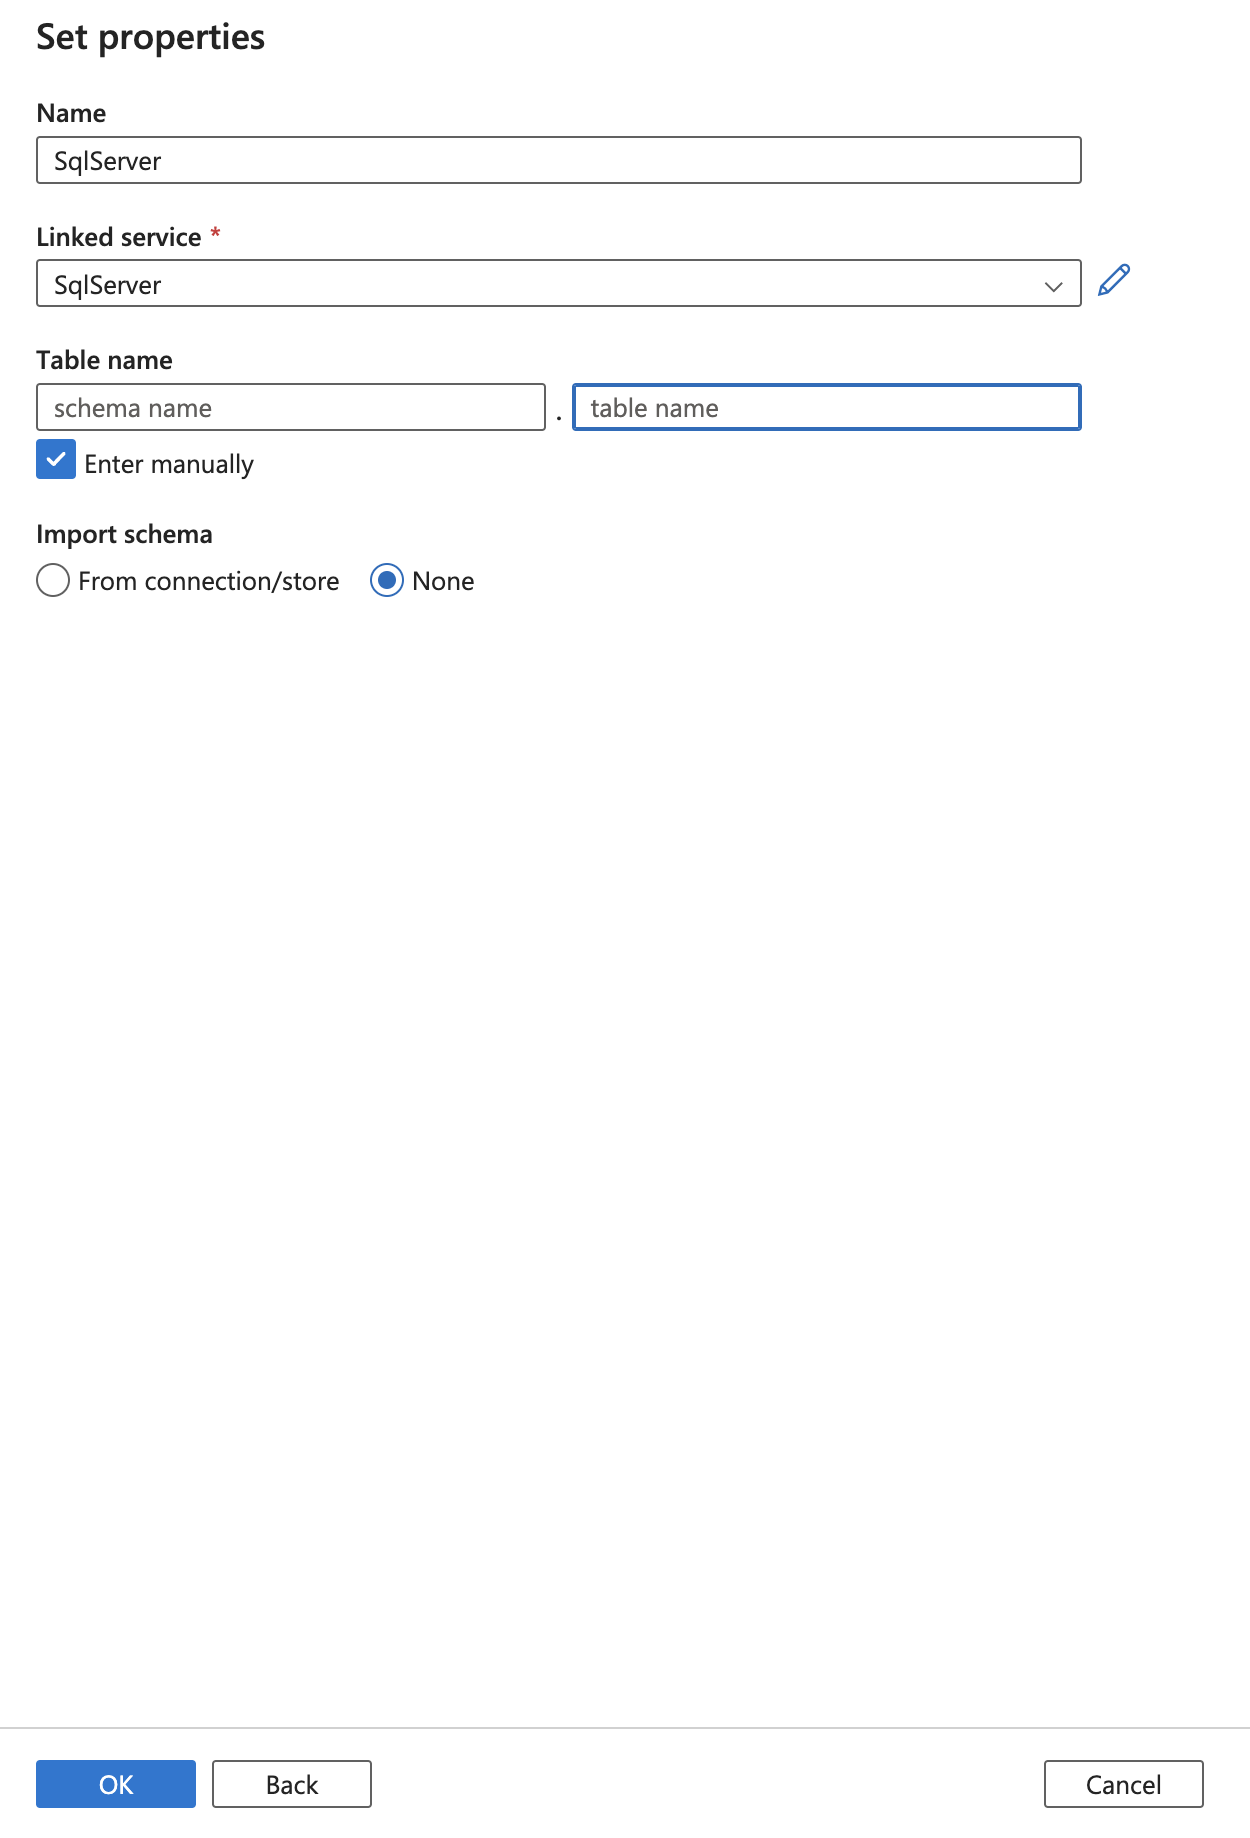 Set properties
Name
SqlServer
Linked service *
SqlServer
Table name
schema name . table name
Enter manually
Import schema
From connection/store None
OK Back Cancel